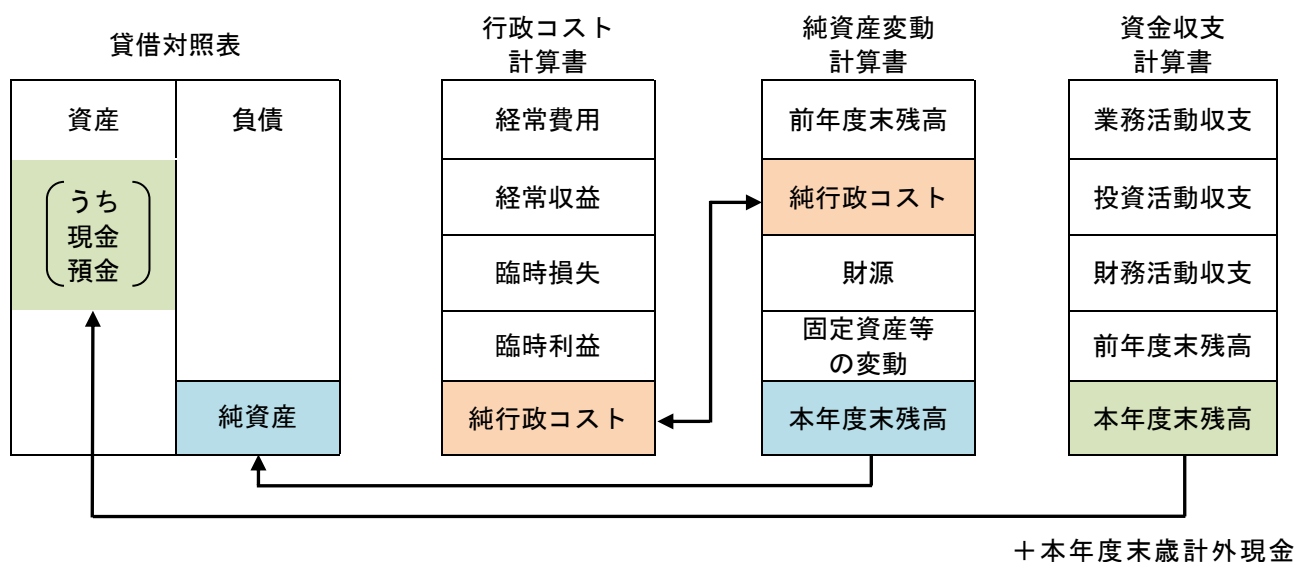 貸借対照表
資産
負債
うち
現金
預金
純資産
行政コスト
計算書
経常費用
経常収益
臨時損失
臨時利益
純行政コスト
純資産変動
計算書
前年度末残高
純行政コスト
財源
固定資産等
の変動
本年度末残高
資金収支
計算書
業務活動収支
投資活動収支
財務活動収支
前年度末残高
本年度末残高
＋本年度末歳計外現金